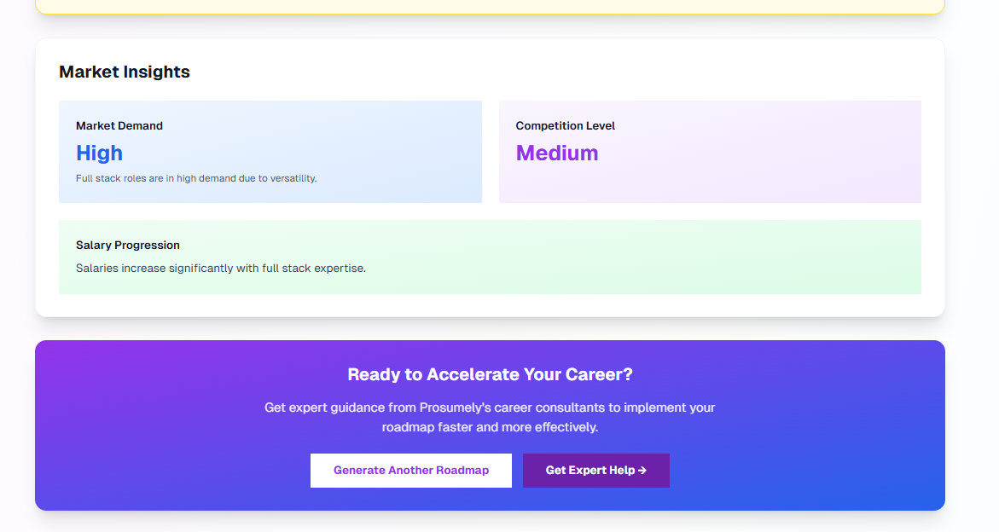 Market Insights
Market Demand
High
Full stack roles are in high demand due to versatility.
Competition Level
Medium
Salary Progression
Salaries increase significantly with full stack expertise.
Ready to Accelerate Your Career?
Get expert guidance from Prosumely's career consultants to implement your
roadmap faster and more effectively.
Generate Another Roadmap
Get Expert Help →